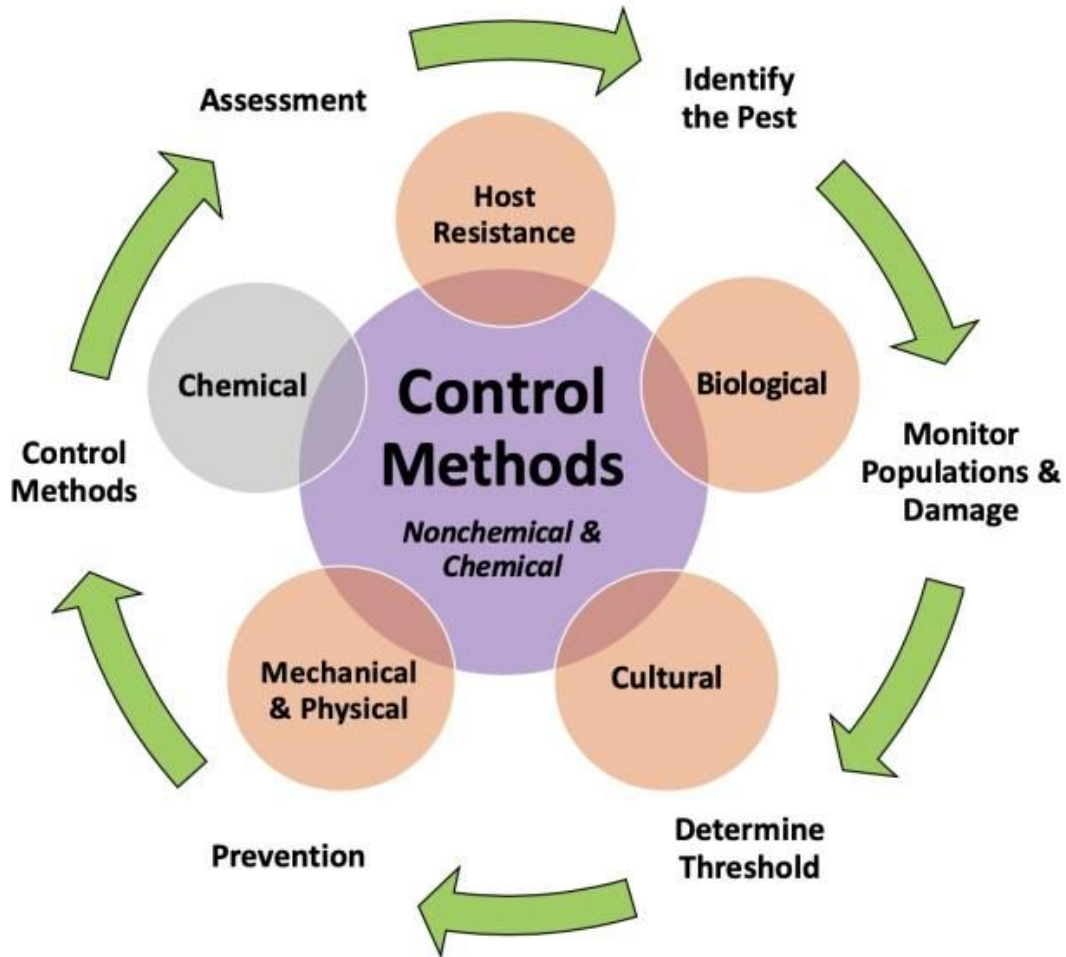 Assessment
Identify
the Pest
Host
Resistance
Chemical
Control
Methods
Nonchemical &
Chemical
Biological
Control
Methods
Monitor
Populations &
Damage
Mechanical
& Physical
Cultural
Prevention
Determine
Threshold